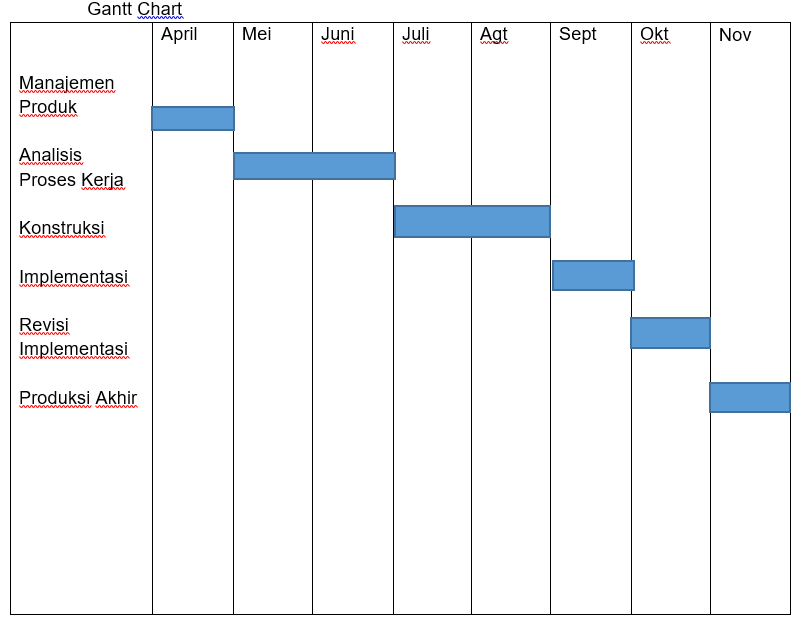 Gantt Chart
April Mei Juni Juli Agt Sept Okt Nov
Manajemen
Produk
Analisis
Proses Kerja
Konstruksi
Implementasi
Revisi
Implementasi
Produksi Akhir